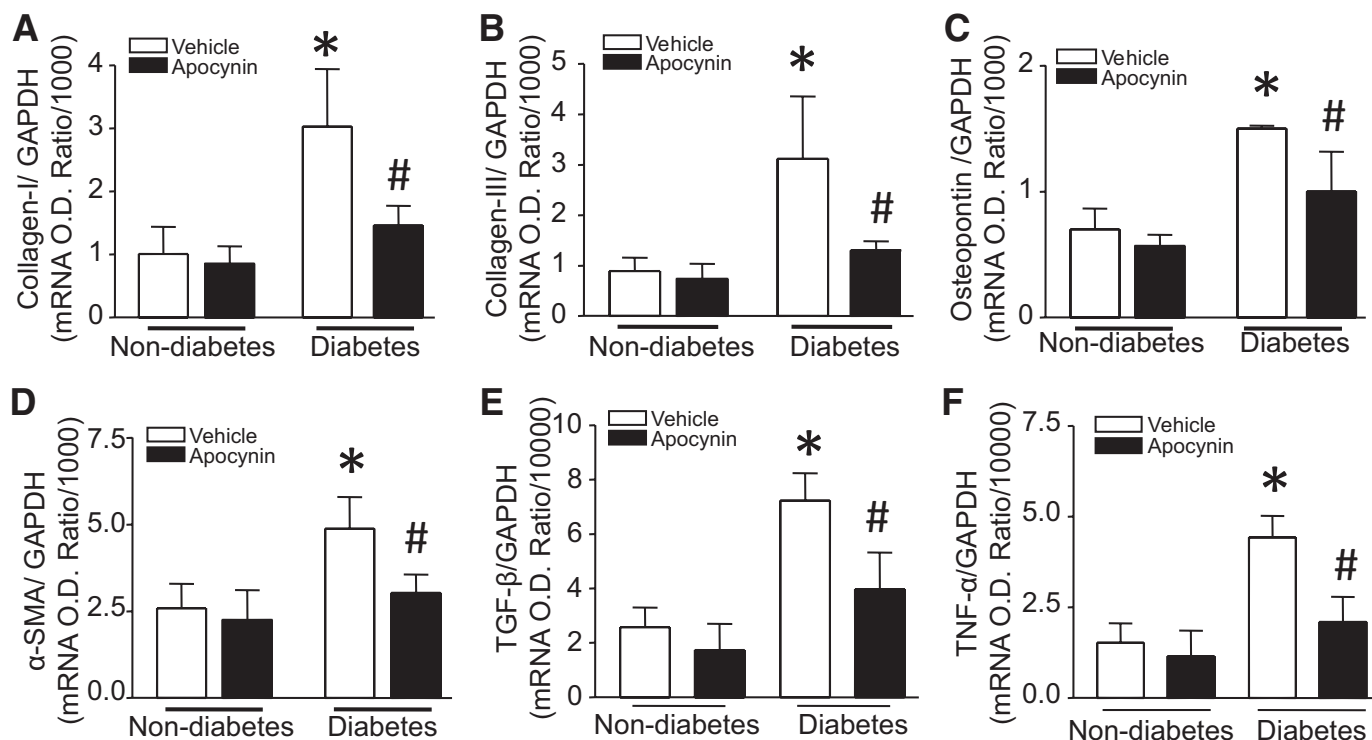 A
Collagen-I/ GAPDH
(mRNA O.D. Ratio/1000)
Vehicle
Apocynin
4
3
2
1
0
*
#
Non-diabetes
Diabetes
B
Collagen-III/ GAPDH
(mRNA O.D. Ratio/1000)
Vehicle
Apocynin
5
4
3
2
1
0
*
#
Non-diabetes
Diabetes
C
Osteopontin /GAPDH
(mRNA O.D. Ratio/1000)
Vehicle
Apocynin
2
1
0
*
#
Non-diabetes
Diabetes
D
α-SMA/ GAPDH
(mRNA O.D. Ratio/1000)
Vehicle
Apocynin
7.5
5.0
2.5
0.0
*
#
Non-diabetes
Diabetes
E
TGF-β/GAPDH
(mRNA O.D. Ratio/10000)
Vehicle
Apocynin
10
8
6
4
2
0
*
#
Non-diabetes
Diabetes
F
TNF-α/GAPDH
(mRNA O.D. Ratio/10000)
Vehicle
Apocynin
7.5
5.0
2.5
0.0
*
#
Non-diabetes
Diabetes